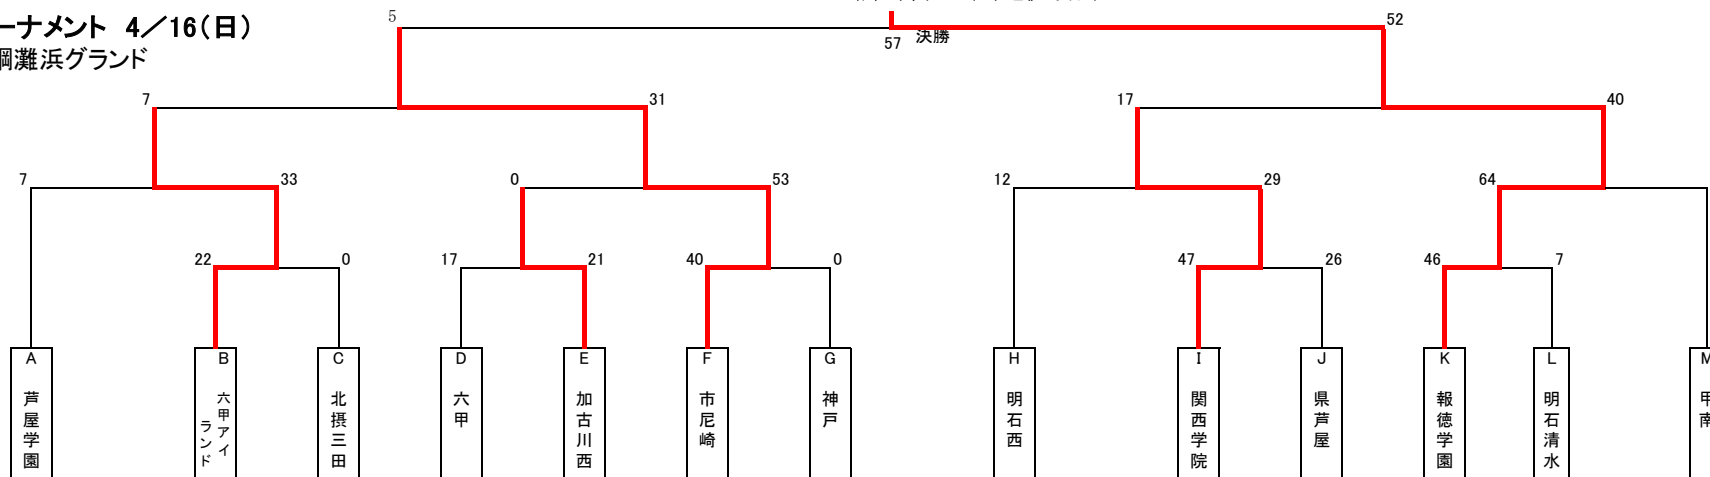 ーナメント 4／16(日)
鋼灘浜グランド
5
52
57 決勝
7
31
17
40
7
33
0
53
12
29
64
22
0
17
21
40
0
47
26
46
7
A
芦屋学園
B
六甲アイ
ランド
C
北摂三田
D
六甲
E
加古川西
F
市尼崎
G
神戸
H
明石西
I
関西学院
J
県芦屋
K
報徳学園
L
明石清水
M
甲南